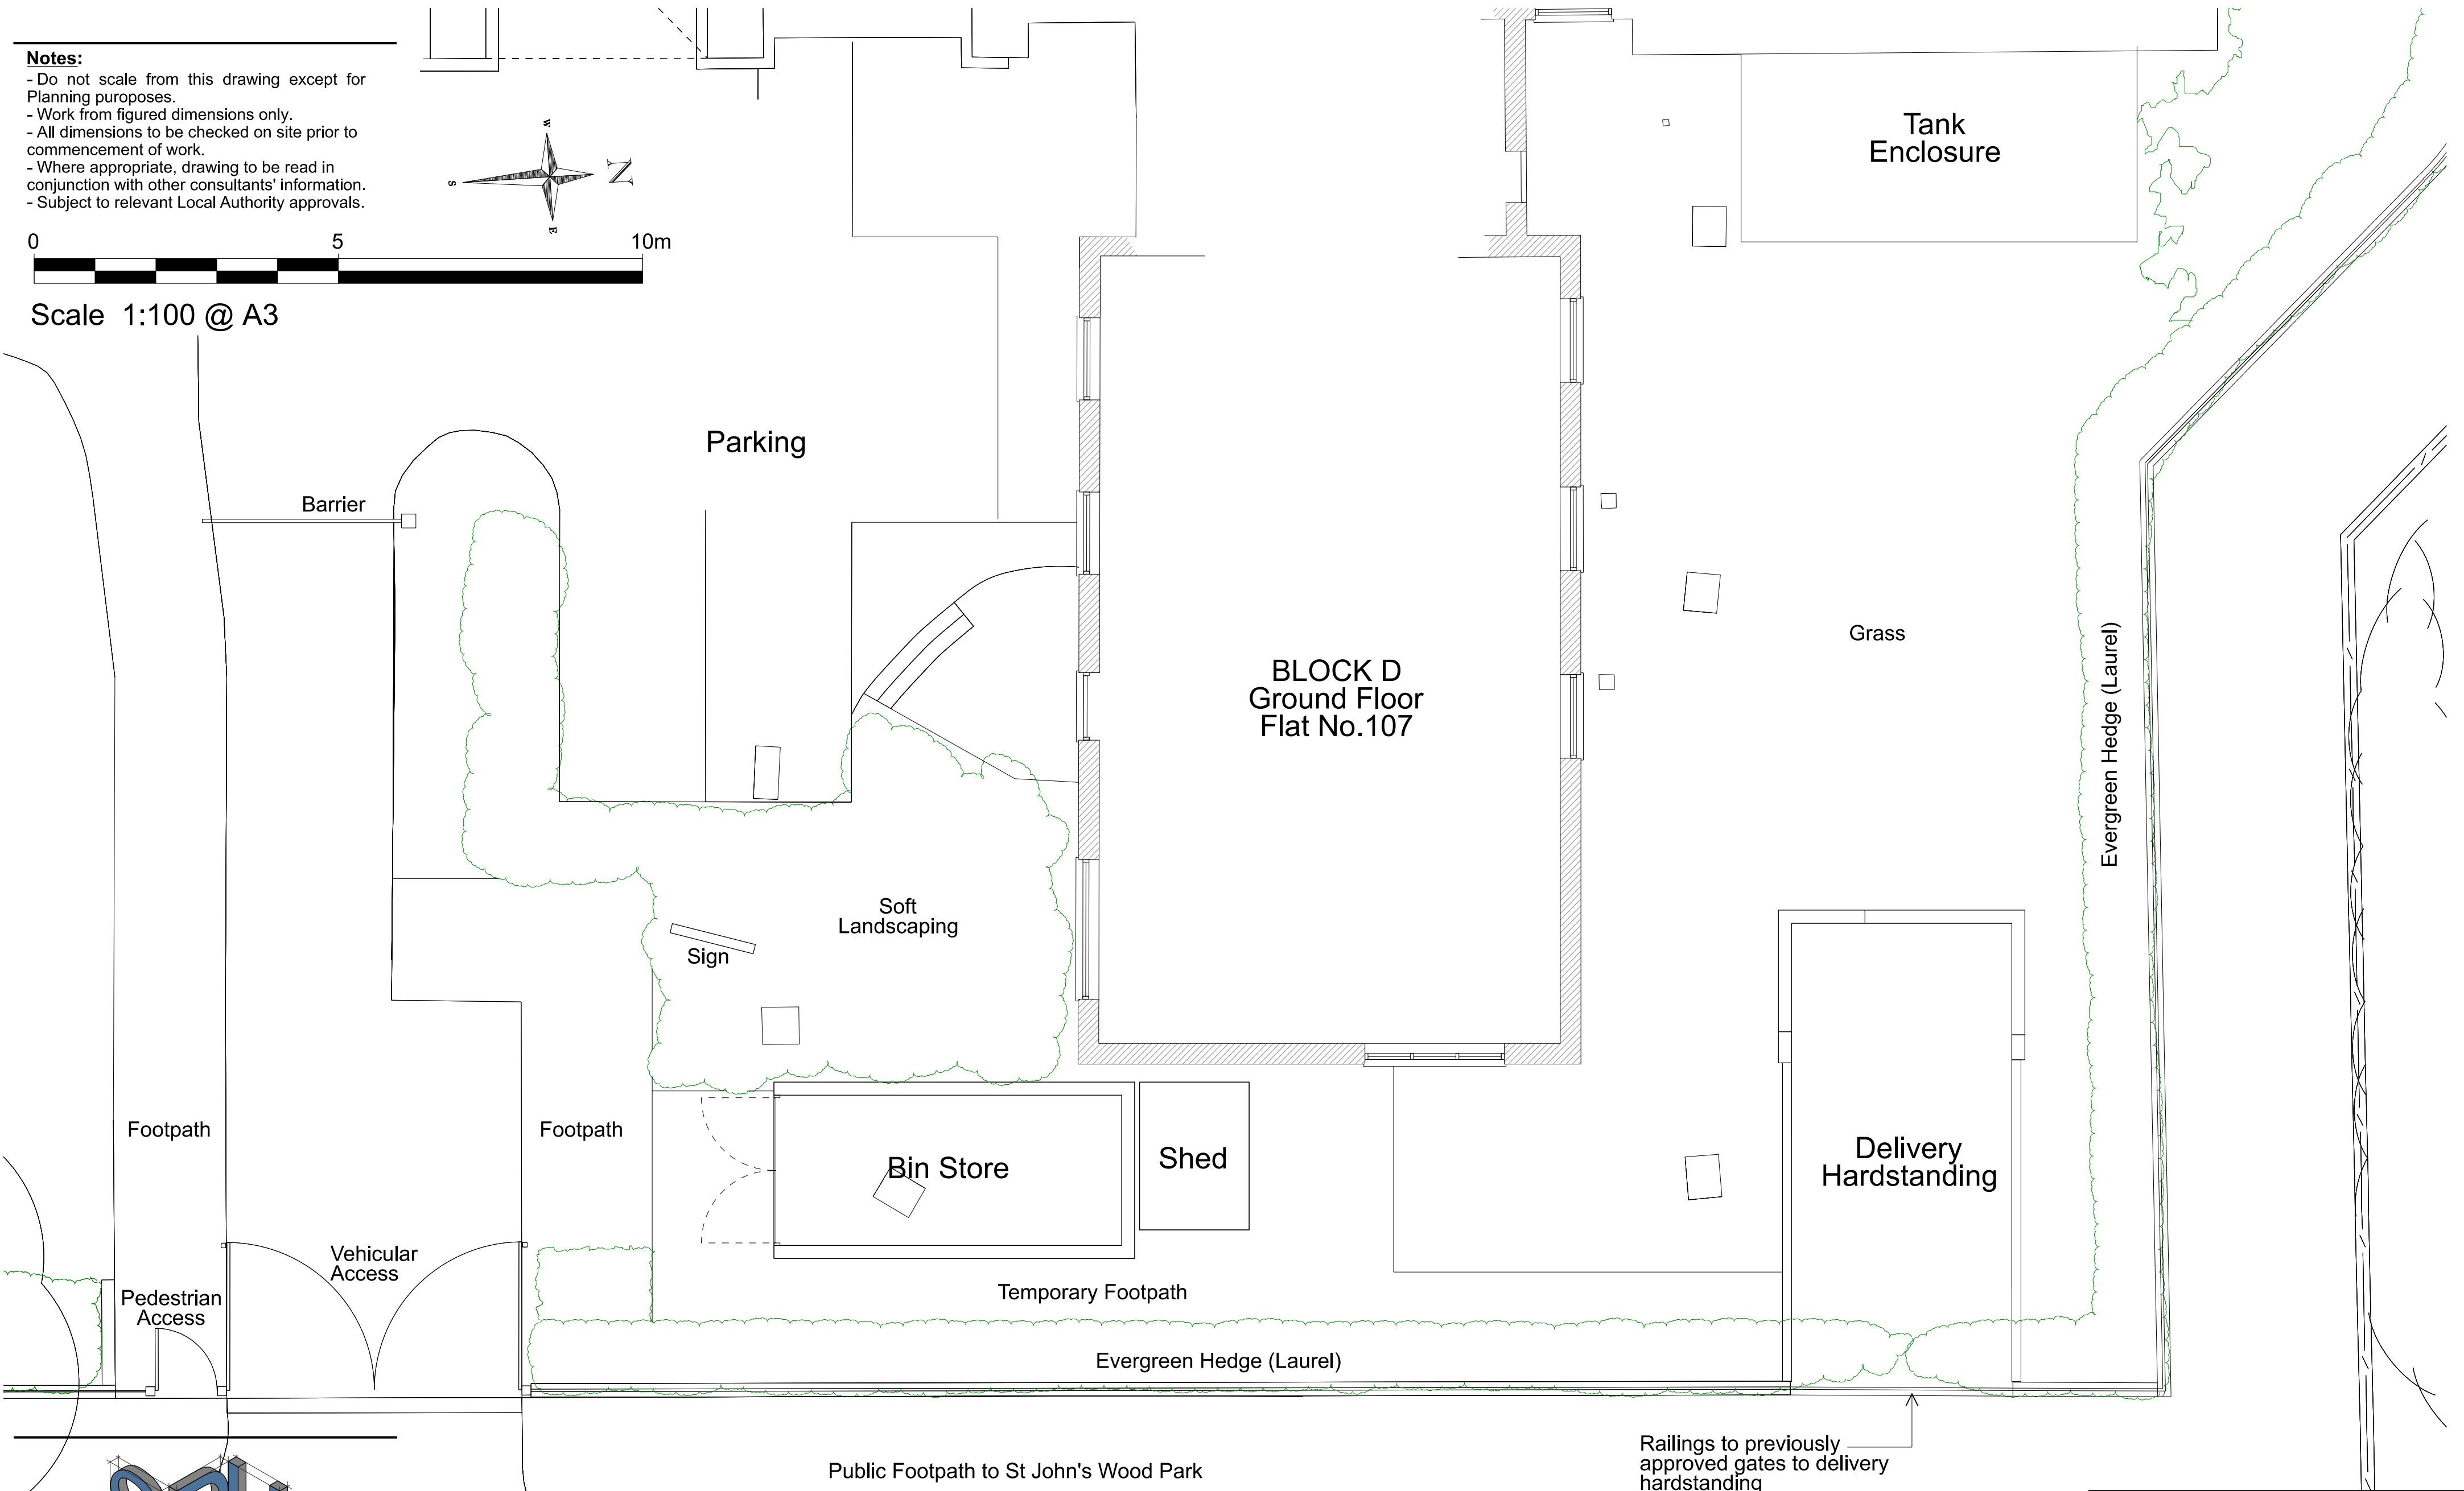 Notes:
- Do not scale from this drawing except for
Planning puroposes.
- Work from figured dimensions only.
- All dimensions to be checked on site prior to
commencement of work.
- Where appropriate, drawing to be read in
conjunction with other consultants' information.
- Subject to relevant Local Authority approvals.
0 5 10m
Scale 1:100 @ A3
W
N
S
E
Tank
Enclosure
Parking
Barrier
BLOCK D
Ground Floor
Flat No.107
Grass
Evergreen Hedge (Laurel)
Soft
Landscaping
Sign
Footpath
Footpath
Bin Store
Shed
Delivery
Hardstanding
Vehicular
Access
Pedestrian
Access
Temporary Footpath
Evergreen Hedge (Laurel)
Public Footpath to St John's Wood Park
Railings to previously
approved gates to delivery
hardstanding